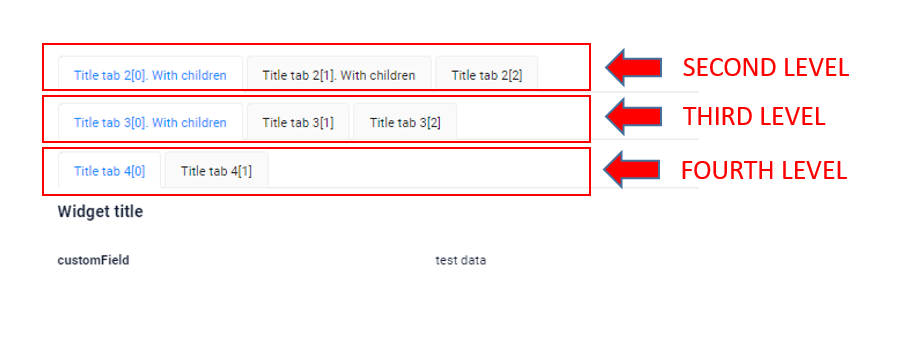 Title tab 2[0]. With children Title tab 2[1]. With children Title tab 2[2] SECOND LEVEL
Title tab 3[0]. With children Title tab 3[1] Title tab 3[2] THIRD LEVEL
Title tab 4[0] Title tab 4[1] FOURTH LEVEL
Widget title
customField test data